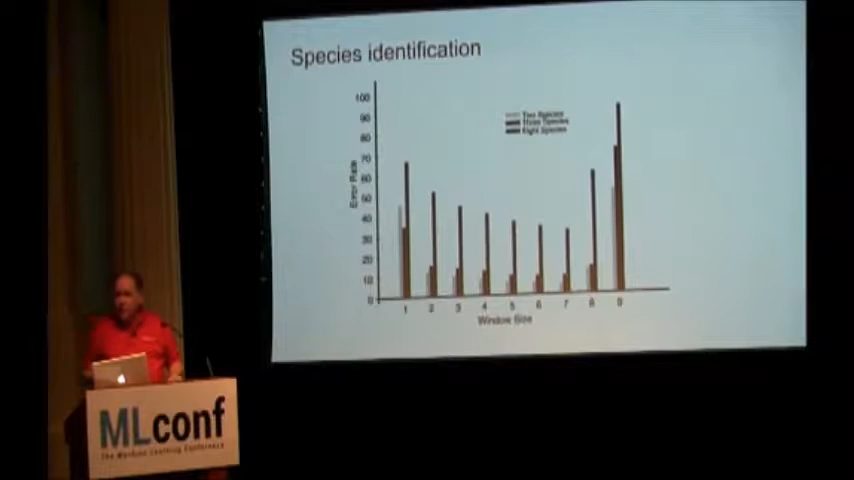 Species identification
100
90
80
70
60
50
40
30
20
10
0
Error Rate
Two Species
Three Species
Eight Species
1 2 3 4 5 6 7 8 9
Window Size
MLconf
The Machine Learning Conference